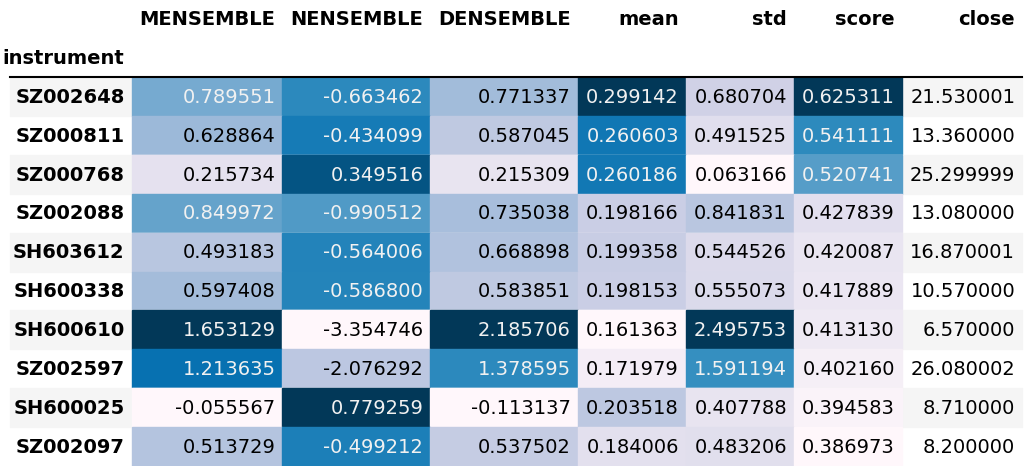 MENSEMBLE NENSEMBLE DENSEMBLE mean std score close
instrument
SZ002648 0.789551 -0.663462 0.771337 0.299142 0.680704 0.625311 21.530001
SZ000811 0.628864 -0.434099 0.587045 0.260603 0.491525 0.541111 13.360000
SZ000768 0.215734 0.349516 0.215309 0.260186 0.063166 0.520741 25.299999
SZ002088 0.849972 -0.990512 0.735038 0.198166 0.841831 0.427839 13.080000
SH603612 0.493183 -0.564006 0.668898 0.199358 0.544526 0.420087 16.870001
SH600338 0.597408 -0.586800 0.583851 0.198153 0.555073 0.417889 10.570000
SH600610 1.653129 -3.354746 2.185706 0.161363 2.495753 0.413130 6.570000
SZ002597 1.213635 -2.076292 1.378595 0.171979 1.591194 0.402160 26.080002
SH600025 -0.055567 0.779259 -0.113137 0.203518 0.407788 0.394583 8.710000
SZ002097 0.513729 -0.499212 0.537502 0.184006 0.483206 0.386973 8.200000